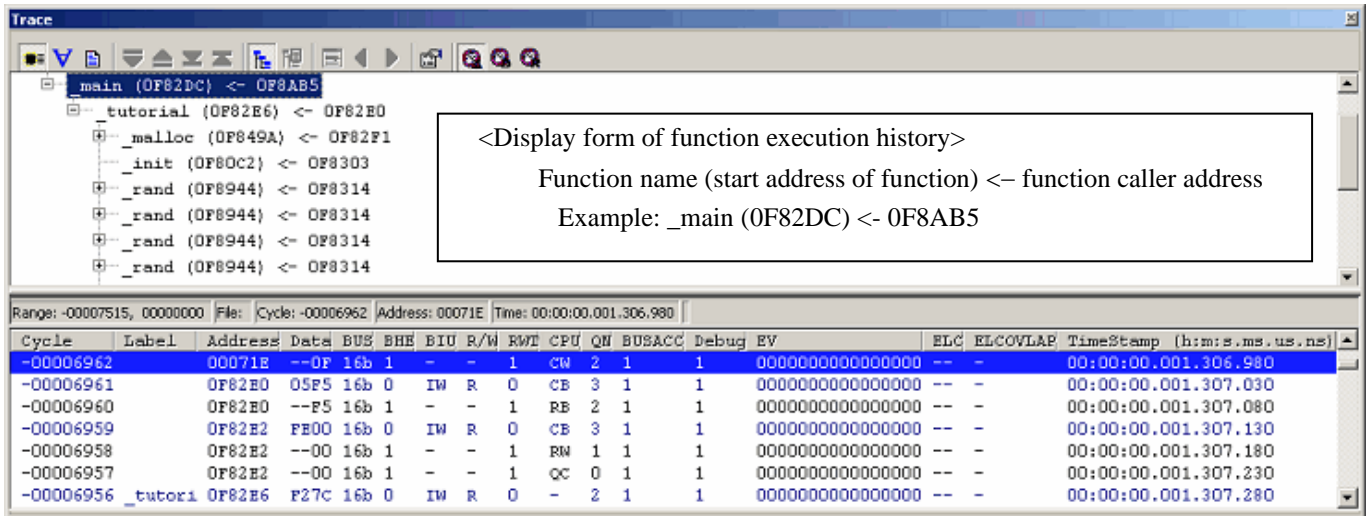 Trace
_main (0F82DC) <- 0F8AB5
_tutorial (0F82E6) <- 0F82E0
_malloc (0F849A) <- 0F82F1
_init (0F80C2) <- 0F8303
_rand (0F8944) <- 0F8314
_rand (0F8944) <- 0F8314
_rand (0F8944) <- 0F8314
_rand (0F8944) <- 0F8314
<Display form of function execution history>
Function name (start address of function) <− function caller address
Example: _main (0F82DC) <- 0F8AB5
Range: -00007515, 00000000 File: Cycle: -00006962 Address: 00071E Time: 00:00:00.001.306.980
Cycle Label Address Data BUS BHE BIU R/W RWT CPU QN BUSACC Debug EV ELC ELCOVLAP TimeStamp (h:m:s.ms.us.ns)
-00006962 00071E --0F 16b 1 - - 1 CW 2 1 1 0000000000000000 -- - 00:00:00.001.306.980
-00006961 0F82E0 05F5 16b 0 IW R 0 CB 3 1 1 0000000000000000 -- - 00:00:00.001.307.030
-00006960 0F82E0 --F5 16b 1 - - 1 RB 2 1 1 0000000000000000 -- - 00:00:00.001.307.080
-00006959 0F82E2 FE00 16b 0 IW R 0 CB 3 1 1 0000000000000000 -- - 00:00:00.001.307.130
-00006958 0F82E2 --00 16b 1 - - 1 RW 1 1 1 0000000000000000 -- - 00:00:00.001.307.180
-00006957 0F82E2 --00 16b 1 - - 1 QC 0 1 1 0000000000000000 -- - 00:00:00.001.307.230
-00006956 _tutori 0F82E6 F27C 16b 0 IW R 0 - 2 1 1 0000000000000000 -- - 00:00:00.001.307.280